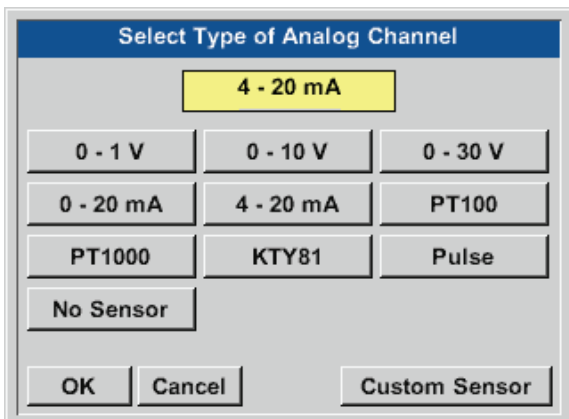 Select Type of Analog Channel
4 - 20 mA
0 - 1 V
0 - 10 V
0 - 30 V
0 - 20 mA
4 - 20 mA
PT100
PT1000
KTY81
Pulse
No Sensor
OK
Cancel
Custom Sensor